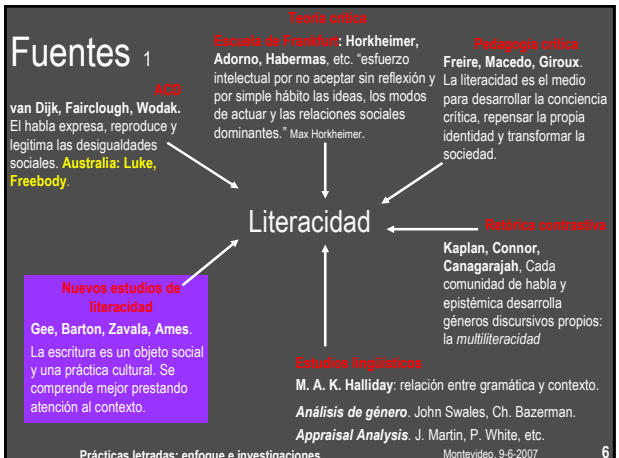 Fuentes 1
Teoría crítica
Escuela de Frankfurt: Horkheimer,
Adorno, Habermas, etc. “esfuerzo
intelectual por no aceptar sin reflexión y
por simple hábito las ideas, los modos
de actuar y las relaciones sociales
dominantes.” Max Horkheimer.
Pedagogía crítica
Freire, Macedo, Giroux.
La literacidad es el medio
para desarrollar la conciencia
crítica, repensar la propia
identidad y transformar la
sociedad.
ACD
van Dijk, Fairclough, Wodak.
El habla expresa, reproduce y
legitima las desigualdades
sociales. Australia: Luke,
Freebody.
Literacidad
Retórica contrastiva
Kaplan, Connor,
Canagarajah, Cada
comunidad de habla y
epistémica desarrolla
géneros discursivos propios:
la multiliteracidad
Nuevos estudios de
literacidad
Gee, Barton, Zavala, Ames.
La escritura es un objeto social
y una práctica cultural. Se
comprende mejor prestando
atención al contexto.
Estudios lingüísticos
M. A. K. Halliday: relación entre gramática y contexto.
Análisis de género. John Swales, Ch. Bazerman.
Appraisal Analysis. J. Martin, P. White, etc.
Prácticas letradas: enfoque e investigaciones
Montevideo, 9-6-2007
6